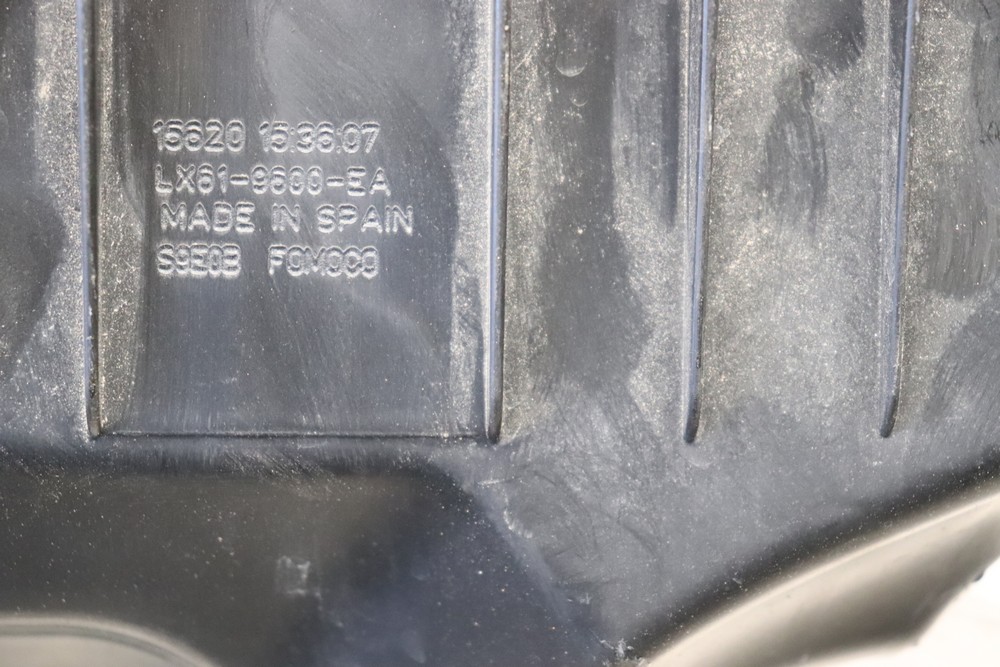 15620 15:36:07
LX61-9600-EA
MADE IN SPAIN
S9E0B FOMOCO